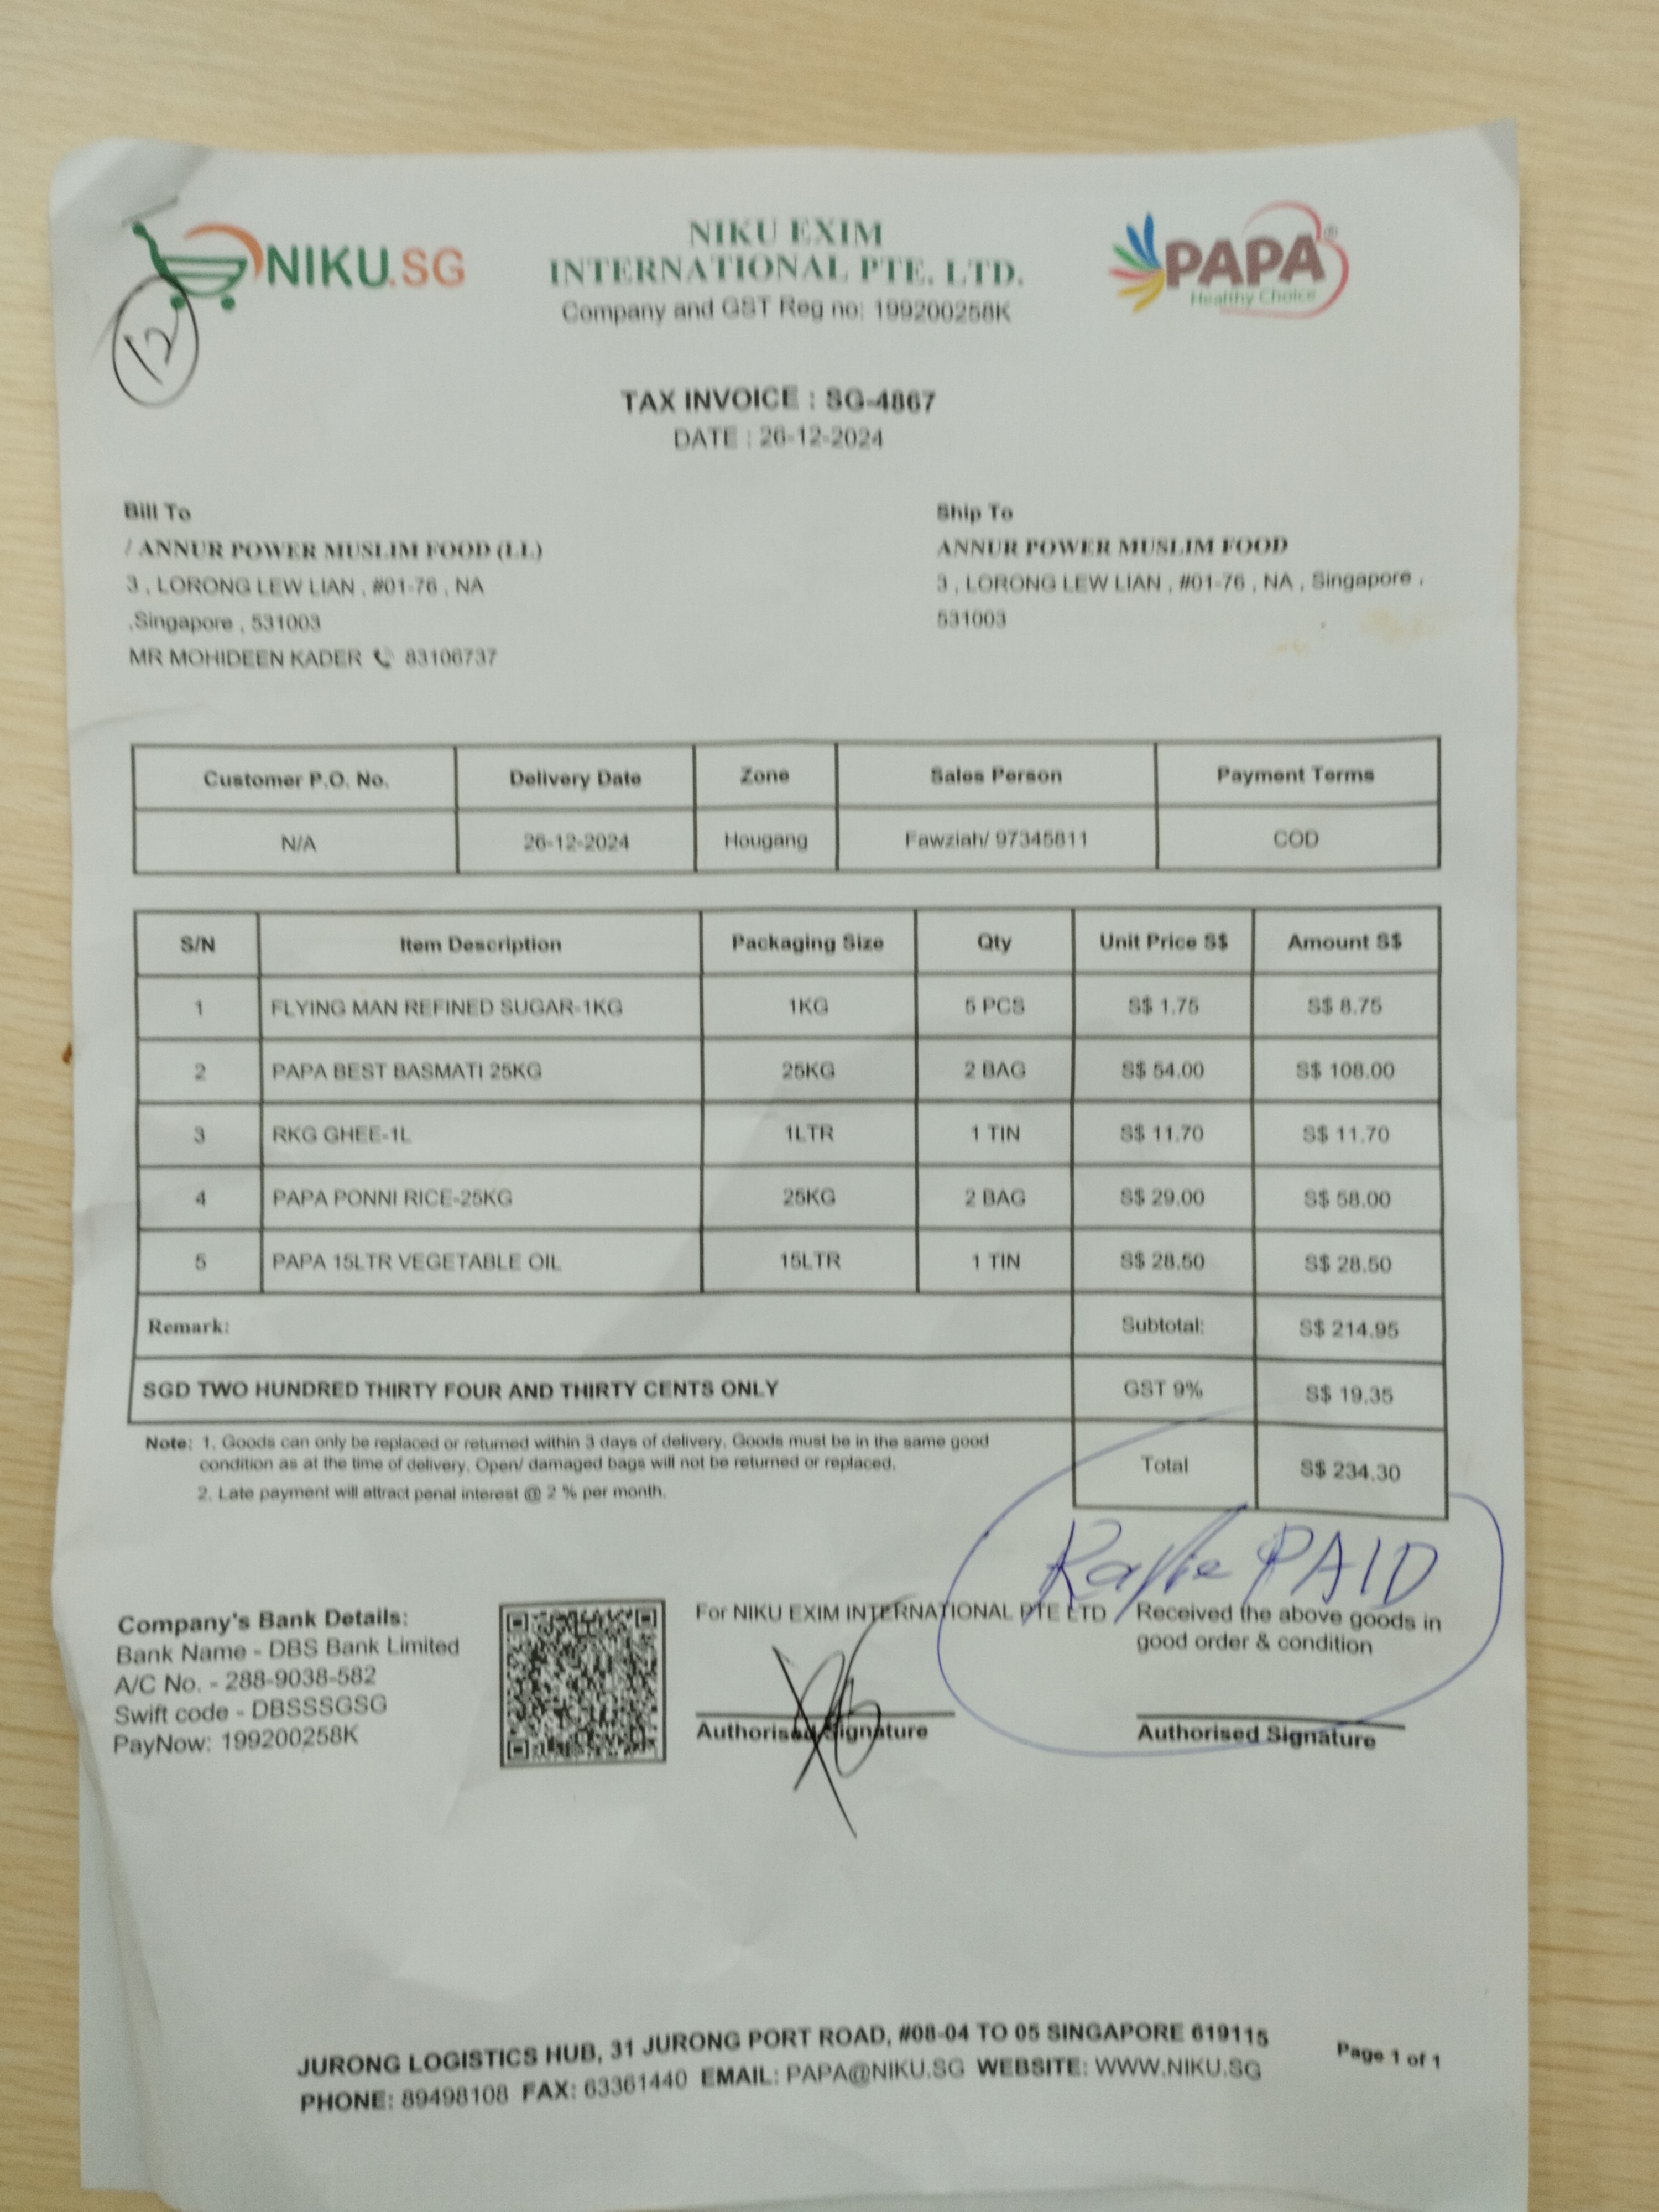 NIKU.SG
NIKU EXIM
INTERNATIONAL PTE. LTD.
Company and GST Reg no: 199200258K
PAPA®
Healthy Choice
12
TAX INVOICE : SG-4867
DATE : 26-12-2024
Bill To
/ ANNUR POWER MUSLIM FOOD (LL)
3 , LORONG LEW LIAN , #01-76 , NA
,Singapore , 531003
MR MOHIDEEN KADER 83106737
Ship To
ANNUR POWER MUSLIM FOOD
3 , LORONG LEW LIAN , #01-76 , NA , Singapore ,
531003
Customer P.O. No. Delivery Date Zone Sales Person Payment Terms
N/A 26-12-2024 Hougang Fawziah/ 97345811 COD
S/N Item Description Packaging Size Qty Unit Price S$ Amount S$
1 FLYING MAN REFINED SUGAR-1KG 1KG 5 PCS S$ 1.75 S$ 8.75
2 PAPA BEST BASMATI 25KG 25KG 2 BAG S$ 54.00 S$ 108.00
3 RKG GHEE-1L 1LTR 1 TIN S$ 11.70 S$ 11.70
4 PAPA PONNI RICE-25KG 25KG 2 BAG S$ 29.00 S$ 58.00
5 PAPA 15LTR VEGETABLE OIL 15LTR 1 TIN S$ 28.50 S$ 28.50
Remark: Subtotal: S$ 214.95
SGD TWO HUNDRED THIRTY FOUR AND THIRTY CENTS ONLY GST 9% S$ 19.35
Total S$ 234.30
Note: 1. Goods can only be replaced or returned within 3 days of delivery. Goods must be in the same good
condition as at the time of delivery. Open/ damaged bags will not be returned or replaced.
2. Late payment will attract penal interest @ 2 % per month.
PAID
Company's Bank Details:
Bank Name - DBS Bank Limited
A/C No. - 288-9038-582
Swift code - DBSSSGSG
PayNow: 199200258K
For NIKU EXIM INTERNATIONAL PTE LTD
Authorised Signature
Received the above goods in
good order & condition
Authorised Signature
JURONG LOGISTICS HUB, 31 JURONG PORT ROAD, #08-04 TO 05 SINGAPORE 619115
PHONE: 89498108 FAX: 63361440 EMAIL: PAPA@NIKU.SG WEBSITE: WWW.NIKU.SG
Page 1 of 1